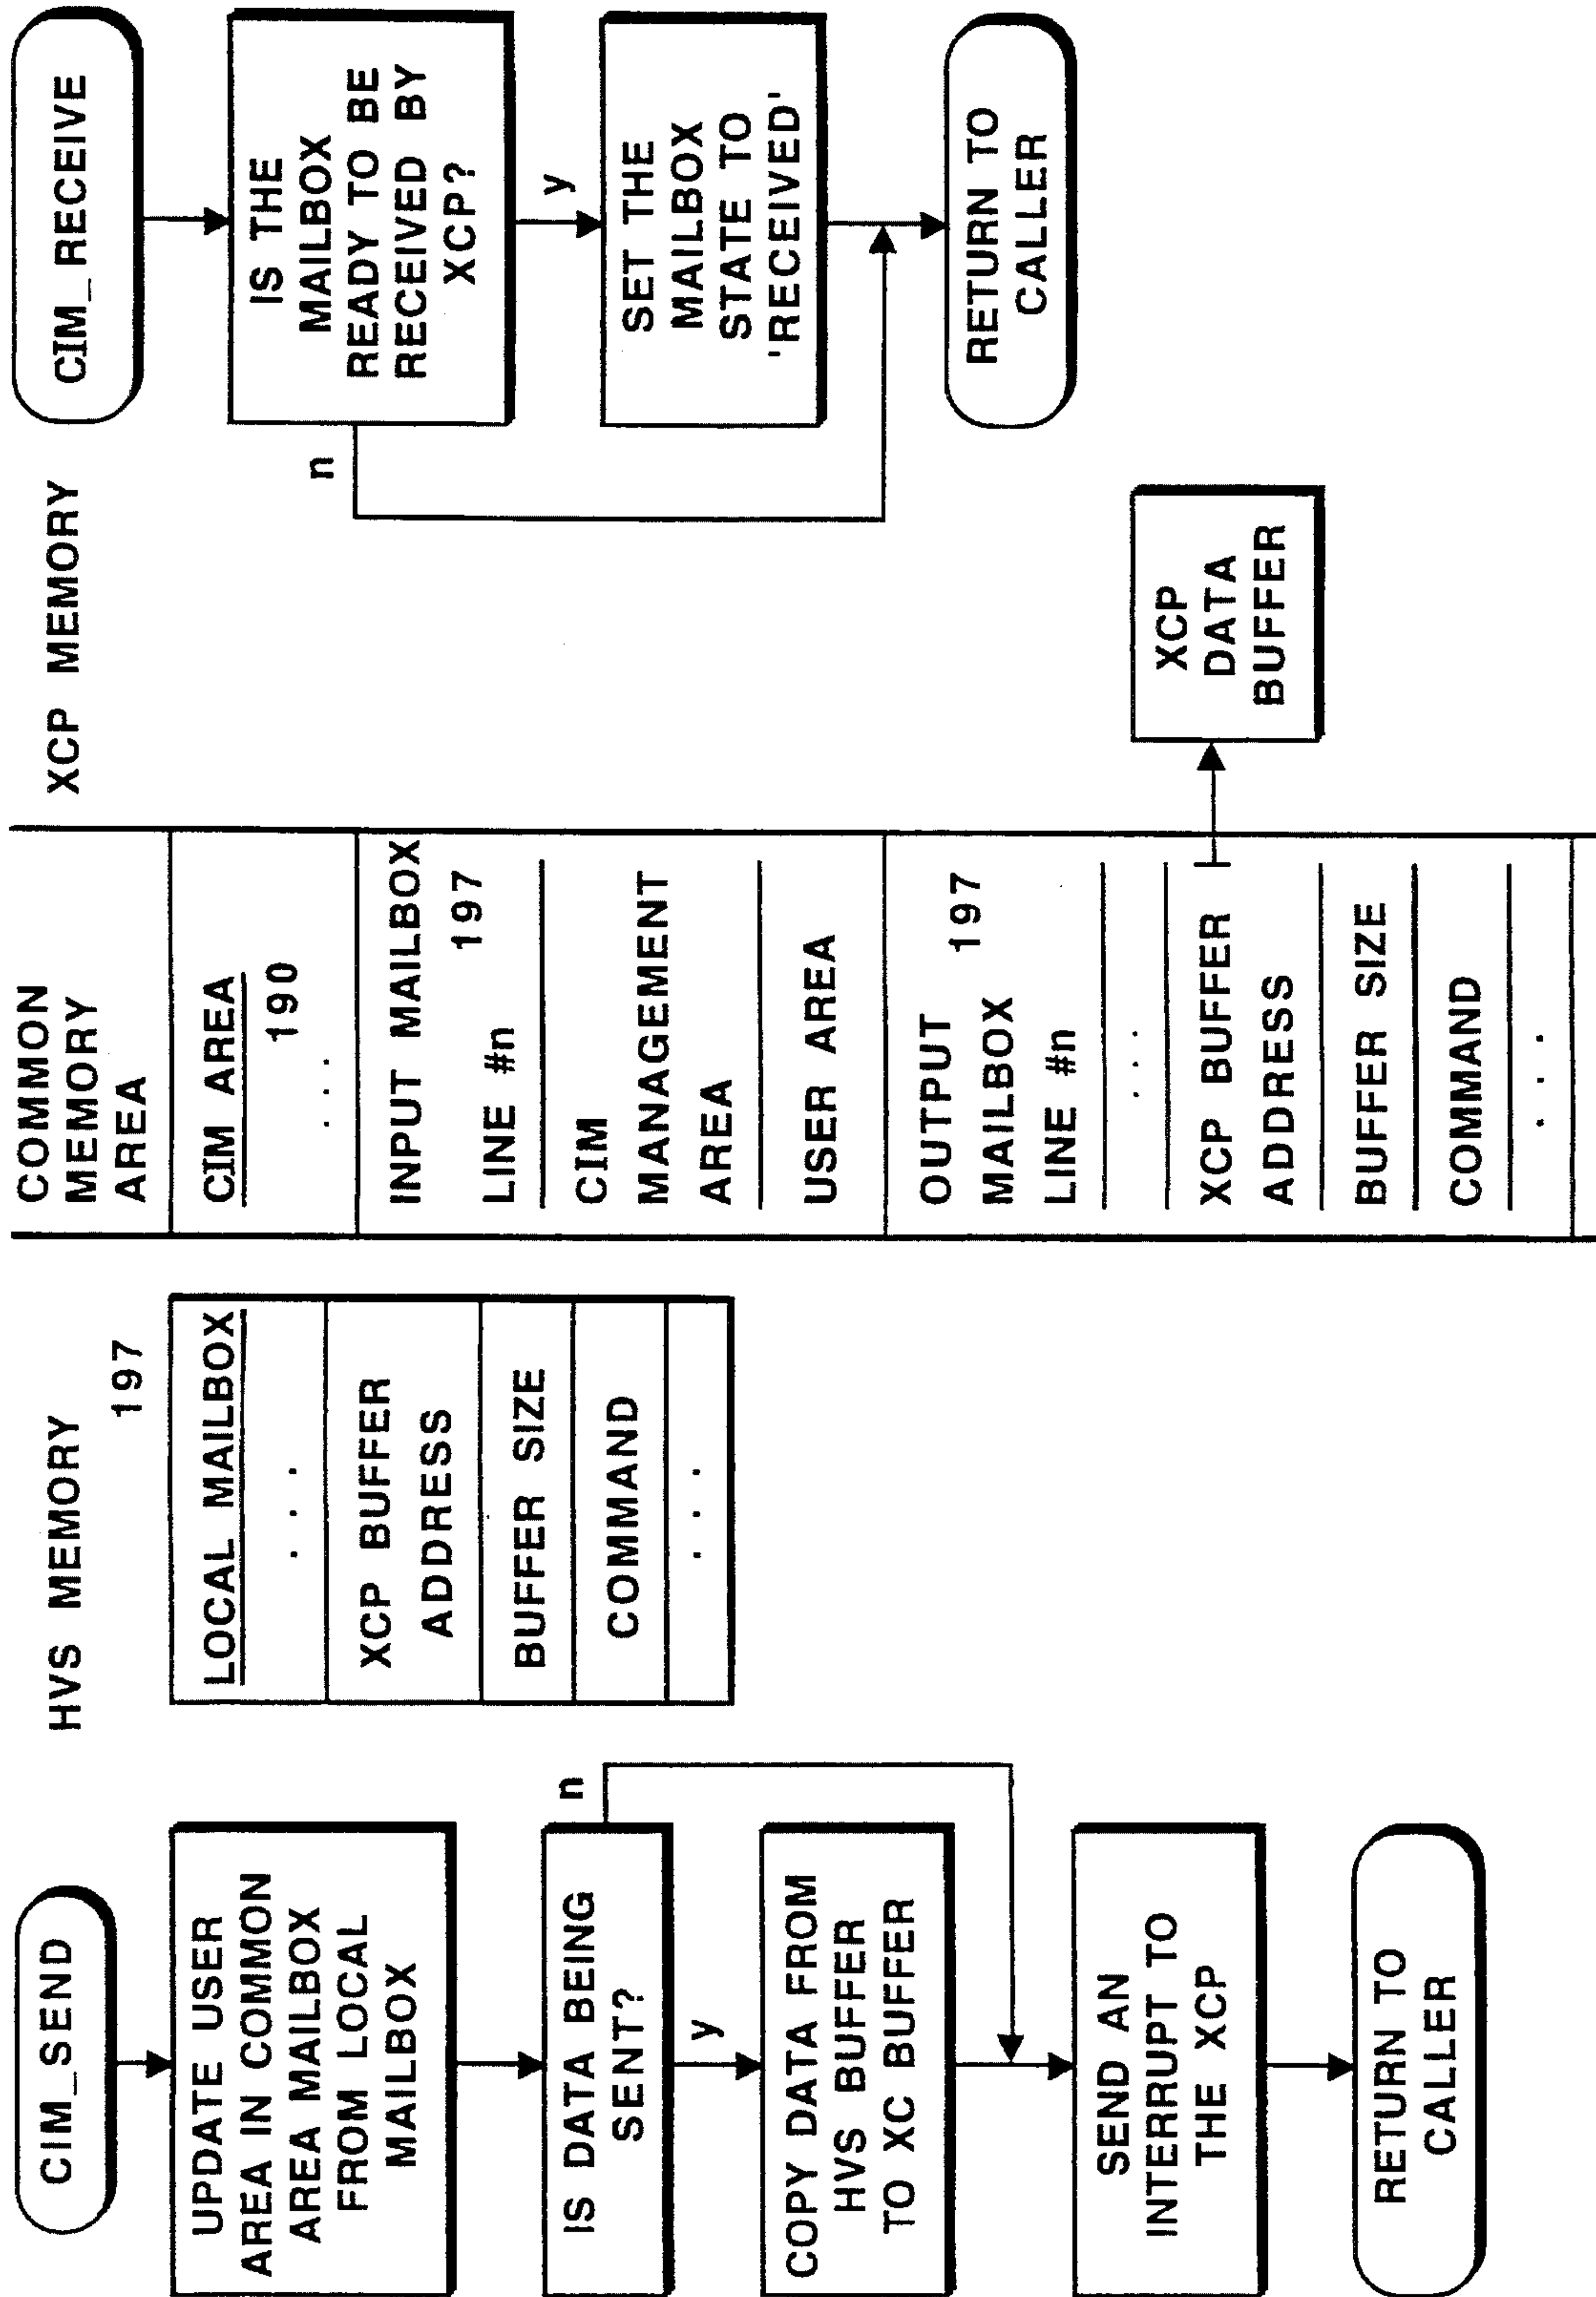 CIM_SEND
UPDATE USER
AREA IN COMMON
AREA MAILBOX
FROM LOCAL
MAILBOX
IS DATA BEING
SENT?
n
y
COPY DATA FROM
HVS BUFFER
TO XC BUFFER
SEND AN
INTERRUPT TO
THE XCP
RETURN TO
CALLER
HVS MEMORY
197
LOCAL MAILBOX
. . .
XCP BUFFER
ADDRESS
BUFFER SIZE
COMMAND
. . .
COMMON
MEMORY
AREA
CIM AREA
190
. . .
INPUT MAILBOX
LINE #n 197
CIM
MANAGEMENT
AREA
USER AREA
OUTPUT
MAILBOX 197
LINE #n
. . .
XCP BUFFER
ADDRESS
BUFFER SIZE
COMMAND
. . .
XCP MEMORY
XCP
DATA
BUFFER
CIM_RECEIVE
IS THE
MAILBOX
READY TO BE
RECEIVED BY
XCP?
n
y
SET THE
MAILBOX
STATE TO
'RECEIVED'
RETURN TO
CALLER